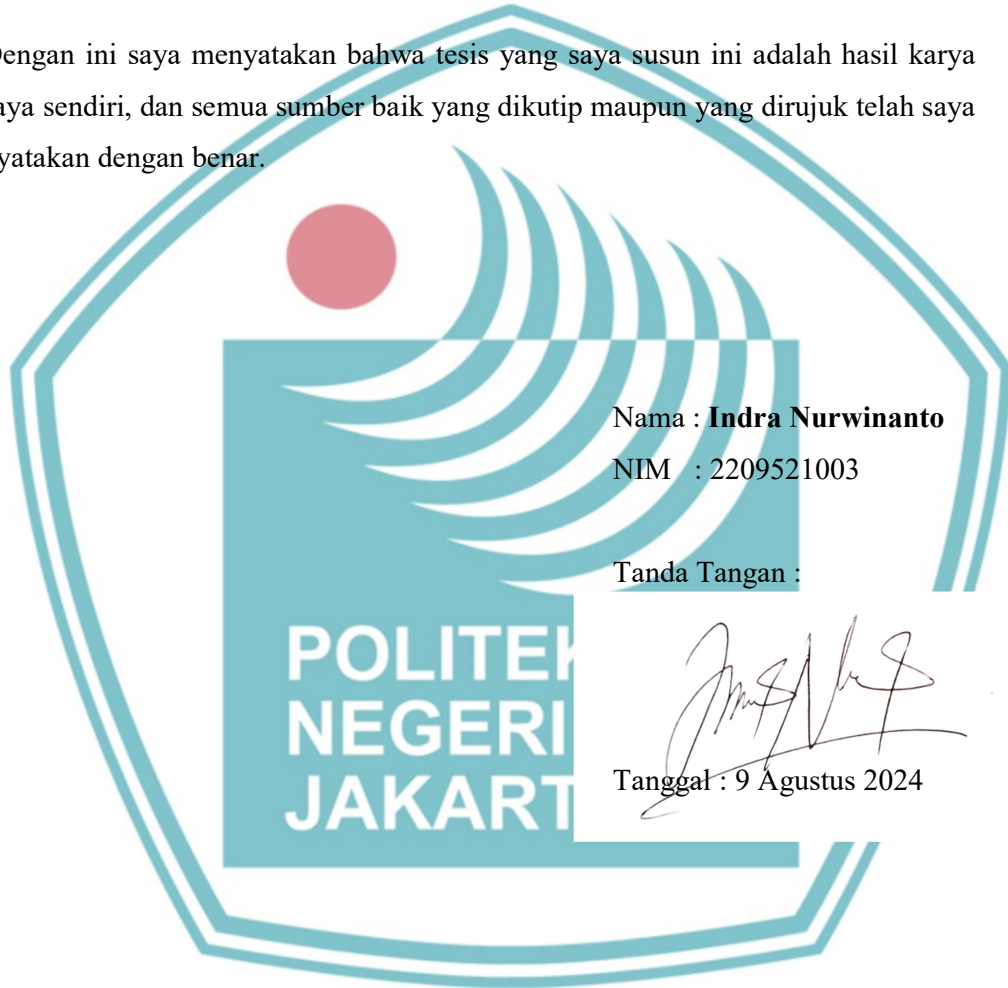 Dengan ini saya menyatakan bahwa tesis yang saya susun ini adalah hasil karya
saya sendiri, dan semua sumber baik yang dikutip maupun yang dirujuk telah saya
nyatakan dengan benar.
Nama : Indra Nurwinanto
NIM : 2209521003
Tanda Tangan :
Tanggal : 9 Agustus 2024
POLITEK
NEGERI
JAKART